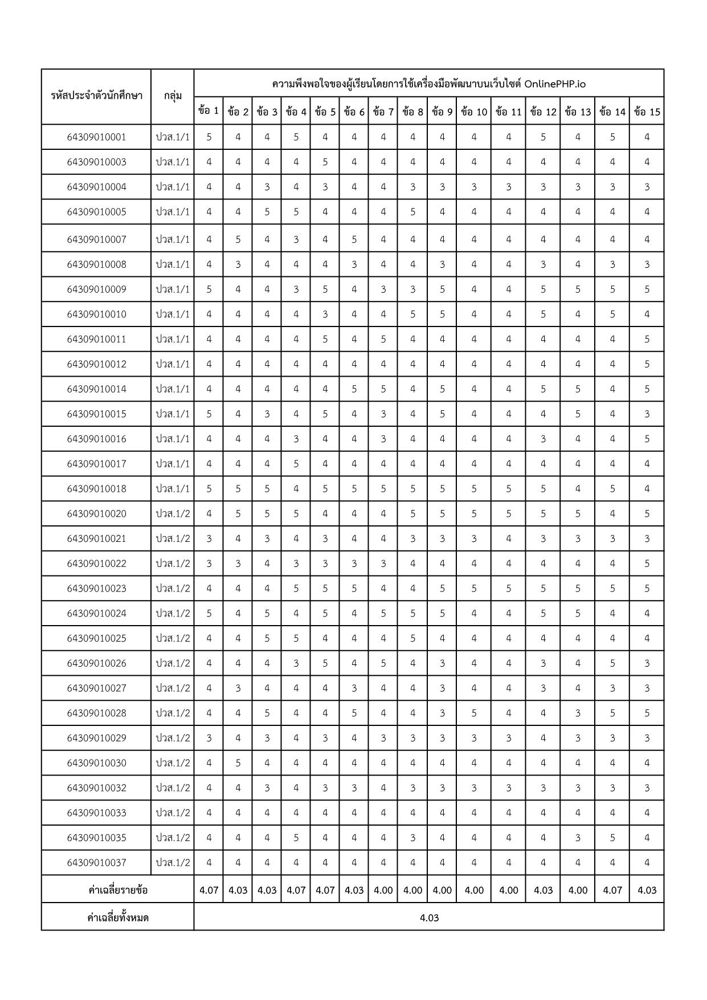 ความพึงพอใจของผู้เรียนโดยการใช้เครื่องมือพัฒนาบนเว็บไซต์ OnlinePHP.io
รหัสประจำตัวนักศึกษา กลุ่ม
ข้อ 1 ข้อ 2 ข้อ 3 ข้อ 4 ข้อ 5 ข้อ 6 ข้อ 7 ข้อ 8 ข้อ 9 ข้อ 10 ข้อ 11 ข้อ 12 ข้อ 13 ข้อ 14 ข้อ 15
64309010001 ปวส.1/1 5 4 4 5 4 4 4 4 4 4 4 5 4 5 4
64309010003 ปวส.1/1 4 4 4 4 5 4 4 4 4 4 4 4 4 4 4
64309010004 ปวส.1/1 4 4 3 4 3 4 4 3 3 3 3 3 3 3 3
64309010005 ปวส.1/1 4 4 5 5 4 4 4 5 4 4 4 4 4 4 4
64309010007 ปวส.1/1 4 5 4 3 4 5 4 4 4 4 4 4 4 4 4
64309010008 ปวส.1/1 4 3 4 4 4 3 4 4 3 4 4 3 4 3 3
64309010009 ปวส.1/1 5 4 4 3 5 4 3 3 5 4 4 5 5 5 5
64309010010 ปวส.1/1 4 4 4 4 3 4 4 5 5 4 4 5 4 5 4
64309010011 ปวส.1/1 4 4 4 4 5 4 5 4 4 4 4 4 4 4 5
64309010012 ปวส.1/1 4 4 4 4 4 4 4 4 4 4 4 4 4 4 5
64309010014 ปวส.1/1 4 4 4 4 4 5 5 4 5 4 4 5 5 4 5
64309010015 ปวส.1/1 5 4 3 4 5 4 3 4 5 4 4 4 5 4 3
64309010016 ปวส.1/1 4 4 4 3 4 4 3 4 4 4 4 3 4 4 5
64309010017 ปวส.1/1 4 4 4 5 4 4 4 4 4 4 4 4 4 4 4
64309010018 ปวส.1/1 5 5 5 4 5 5 5 5 5 5 5 5 4 5 4
64309010020 ปวส.1/2 4 5 5 5 4 4 4 5 5 5 5 5 5 4 5
64309010021 ปวส.1/2 3 4 3 4 3 4 4 3 3 3 4 3 3 3 3
64309010022 ปวส.1/2 3 3 4 3 3 3 3 4 4 4 4 4 4 4 5
64309010023 ปวส.1/2 4 4 4 5 5 5 4 4 5 5 5 5 5 5 5
64309010024 ปวส.1/2 5 4 5 4 5 4 5 5 5 4 4 5 5 4 4
64309010025 ปวส.1/2 4 4 5 5 4 4 4 5 4 4 4 4 4 4 4
64309010026 ปวส.1/2 4 4 4 3 5 4 5 4 3 4 4 3 4 5 3
64309010027 ปวส.1/2 4 3 4 4 4 3 4 4 3 4 4 3 4 3 3
64309010028 ปวส.1/2 4 4 5 4 4 5 4 4 3 5 4 4 3 5 5
64309010029 ปวส.1/2 3 4 3 4 3 4 3 3 3 3 3 4 3 3 3
64309010030 ปวส.1/2 4 5 4 4 4 4 4 4 4 4 4 4 4 4 4
64309010032 ปวส.1/2 4 4 3 4 3 3 4 3 3 3 3 3 3 3 3
64309010033 ปวส.1/2 4 4 4 4 4 4 4 4 4 4 4 4 4 4 4
64309010035 ปวส.1/2 4 4 4 5 4 4 4 3 4 4 4 4 3 5 4
64309010037 ปวส.1/2 4 4 4 4 4 4 4 4 4 4 4 4 4 4 4
ค่าเฉลี่ยรายข้อ 4.07 4.03 4.03 4.07 4.07 4.03 4.00 4.00 4.00 4.00 4.00 4.03 4.00 4.07 4.03
ค่าเฉลี่ยทั้งหมด 4.03